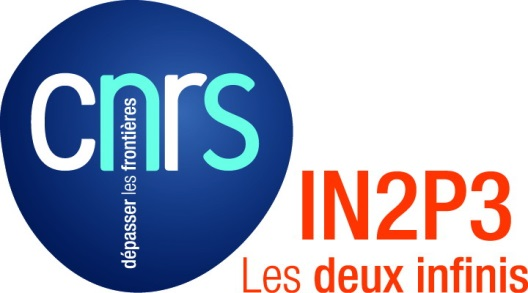 cnrs
dépasser les frontières
IN2P3
Les deux infinis